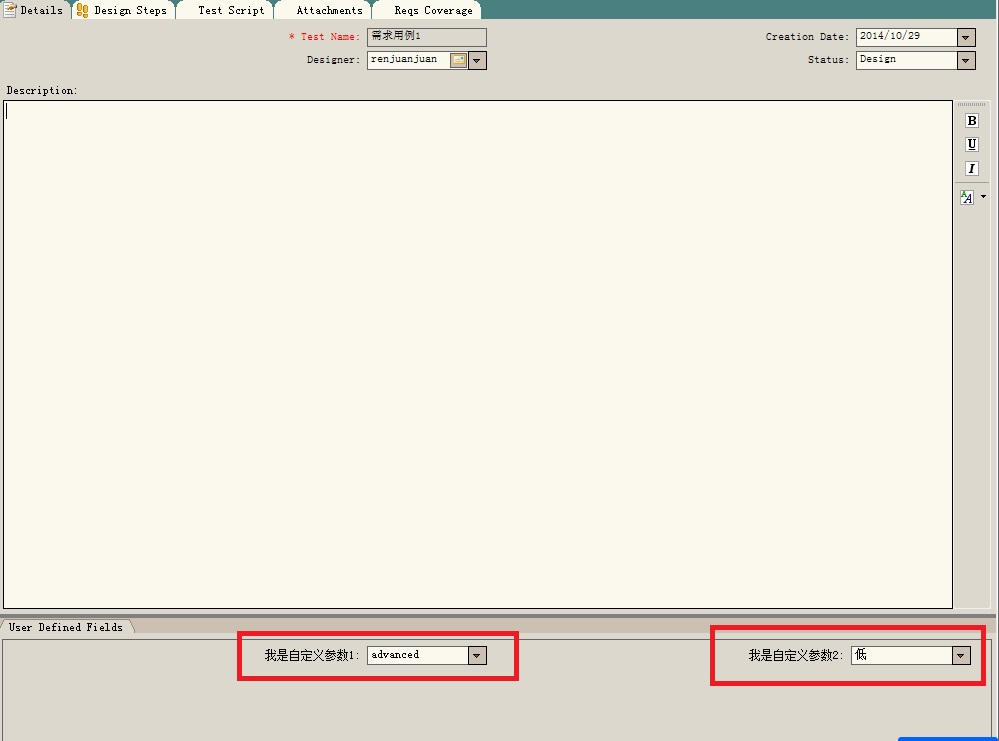 Details Design Steps Test Script Attachments Reqs Coverage
* Test Name: 需求用例1 Creation Date: 2014/10/29
Designer: renjuanjuan Status: Design
Description:
B
U
I
AA
User Defined Fields
我是自定义参数1: advanced 我是自定义参数2: 低